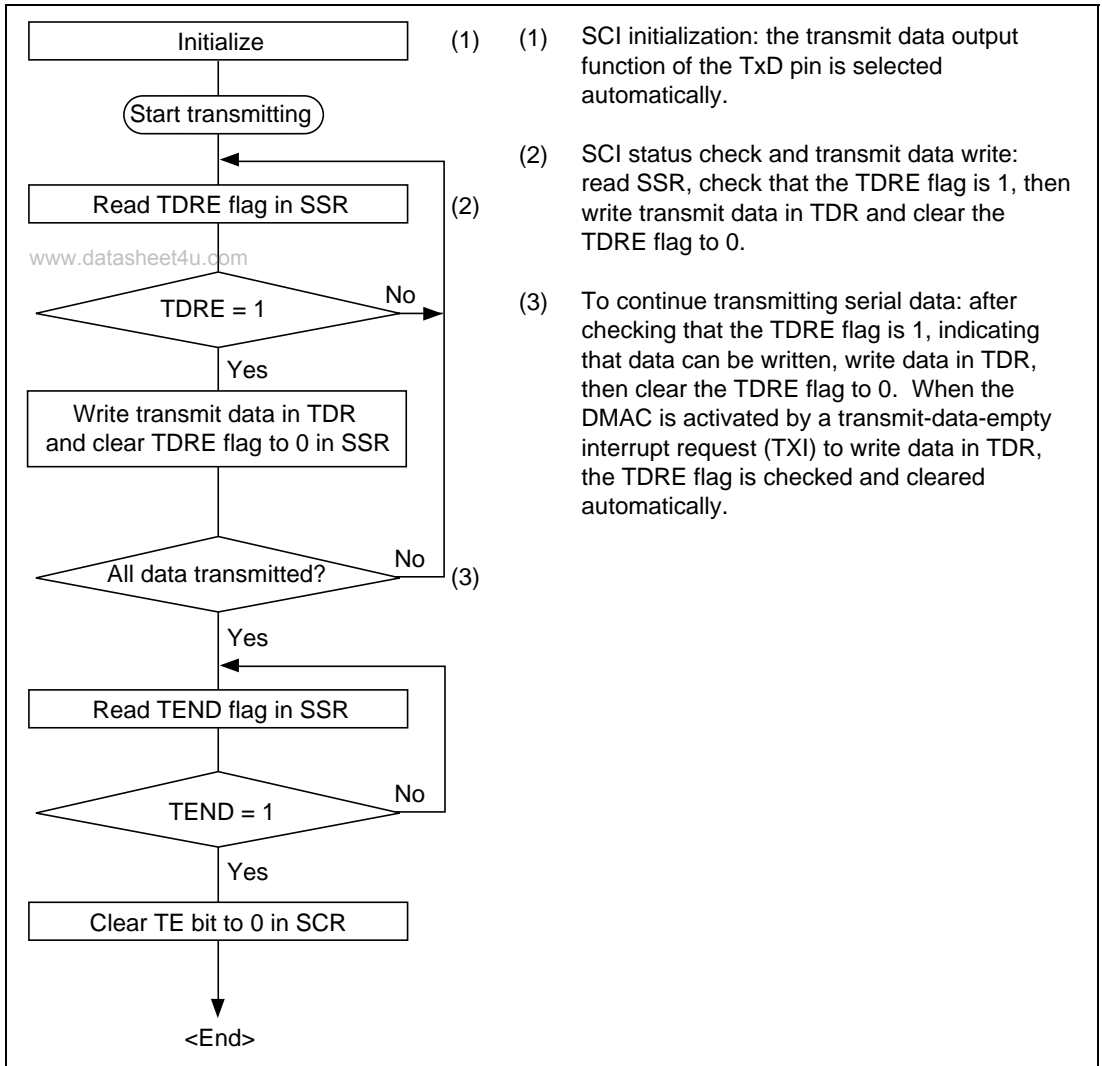 Initialize
(1)
Start transmitting
Read TDRE flag in SSR
(2)
www.datasheet4u.com
TDRE = 1
No
Yes
Write transmit data in TDR
and clear TDRE flag to 0 in SSR
All data transmitted?
No
(3)
Yes
Read TEND flag in SSR
TEND = 1
No
Yes
Clear TE bit to 0 in SCR
<End>
(1) SCI initialization: the transmit data output
function of the TxD pin is selected
automatically.
(2) SCI status check and transmit data write:
read SSR, check that the TDRE flag is 1, then
write transmit data in TDR and clear the
TDRE flag to 0.
(3) To continue transmitting serial data: after
checking that the TDRE flag is 1, indicating
that data can be written, write data in TDR,
then clear the TDRE flag to 0. When the
DMAC is activated by a transmit-data-empty
interrupt request (TXI) to write data in TDR,
the TDRE flag is checked and cleared
automatically.